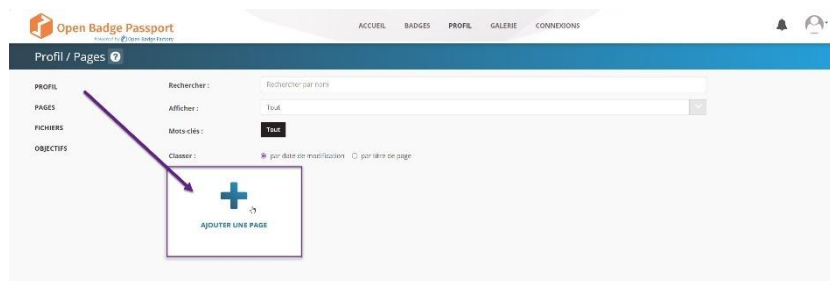 Open Badge Passport
Powered by Open Badge Factory
ACCUEIL BADGES PROFIL GALERIE CONNEXIONS
Profil / Pages ?
PROFIL
PAGES
FICHIERS
OBJECTIFS
Rechercher :
Rechercher par nom
Afficher :
Tout
Mots-clés :
Tout
Classer :
par date de modification par titre de page
AJOUTER UNE PAGE